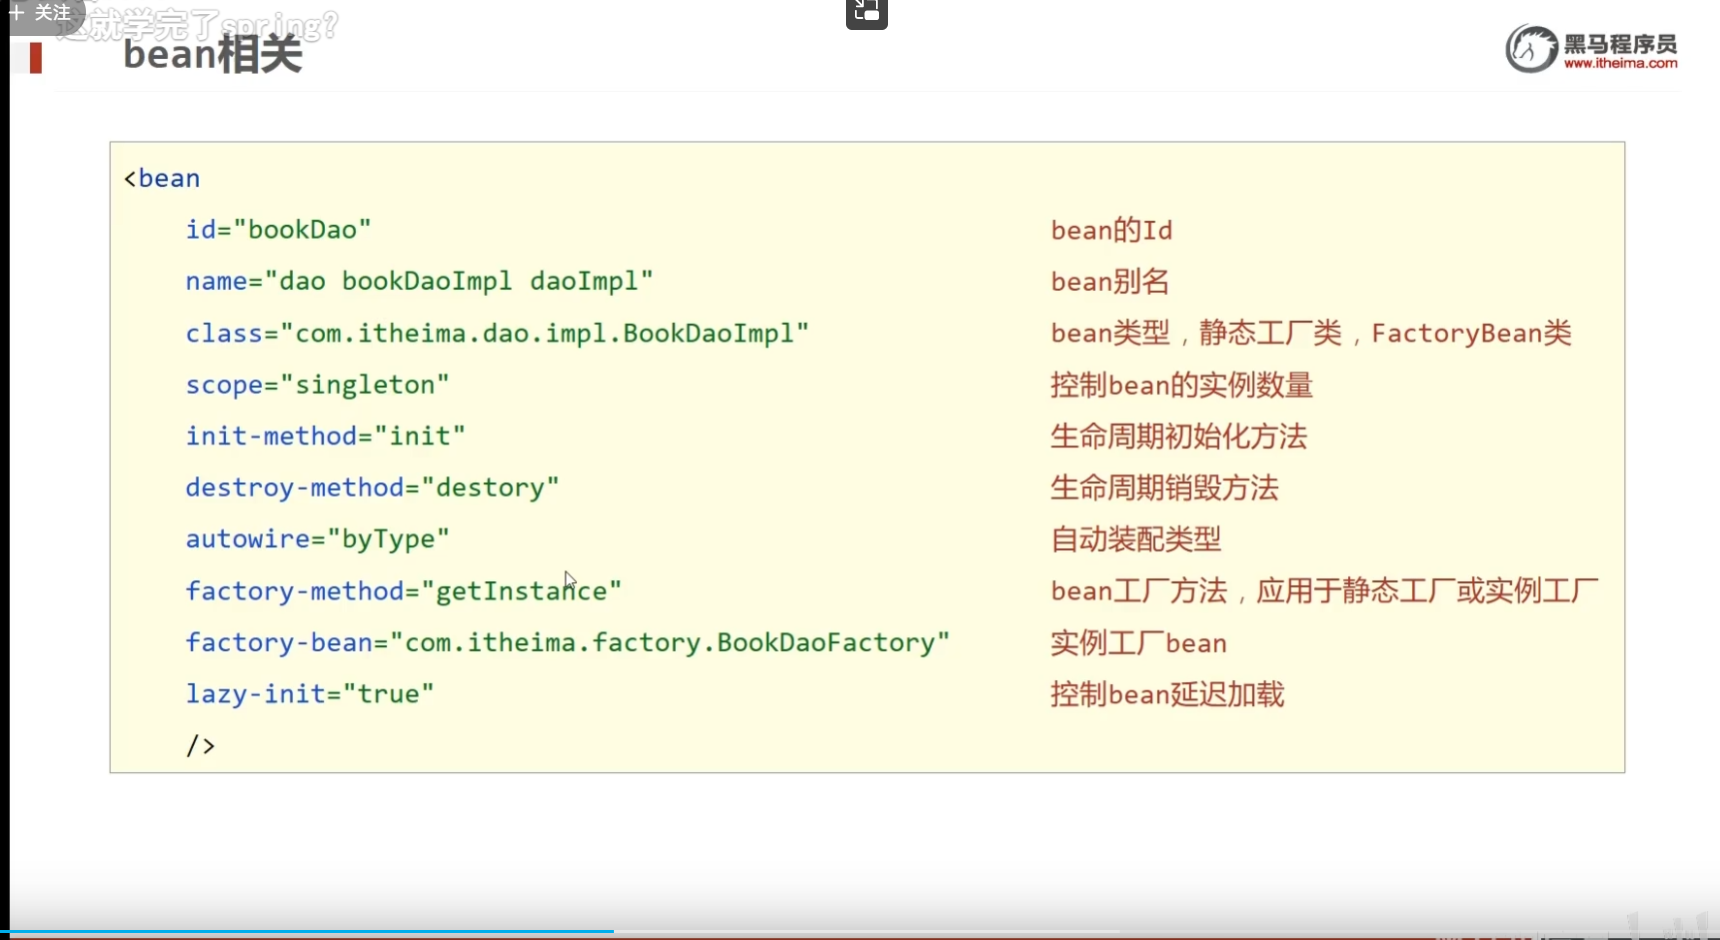 关注
这就学完了spring?
bean相关
黑马程序员
www.itheima.com
<bean
id="bookDao" bean的Id
name="dao bookDaoImpl daoImpl" bean别名
class="com.itheima.dao.impl.BookDaoImpl" bean类型，静态工厂类，FactoryBean类
scope="singleton" 控制bean的实例数量
init-method="init" 生命周期初始化方法
destroy-method="destory" 生命周期销毁方法
autowire="byType" 自动装配类型
factory-method="getInstance" bean工厂方法，应用于静态工厂或实例工厂
factory-bean="com.itheima.factory.BookDaoFactory" 实例工厂bean
lazy-init="true" 控制bean延迟加载
/>